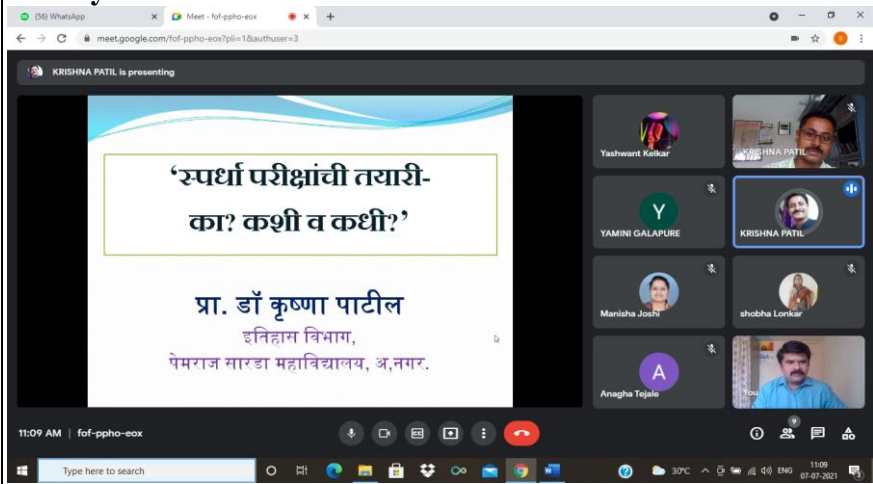 (56) WhatsApp
Meet - fof-ppho-eox
meet.google.com/fof-ppho-eox?pli=1&authuser=3
KRISHNA PATIL is presenting
‘स्पर्धा परीक्षांची तयारी-
का? कशी व कधी?’
प्रा. डॉ कृष्णा पाटील
इतिहास विभाग,
पेमराज सारडा महाविद्यालय, अ,नगर.
Yashwant Kelkar
KRISHNA PATIL
Y
YAMINI GALAPURE
KRISHNA PATIL
Manisha Joshi
shobha Lonkar
A
Anagha Tejale
You
11:09 AM | fof-ppho-eox
9
Type here to search
30°C
ENG
11:09
07-07-2021